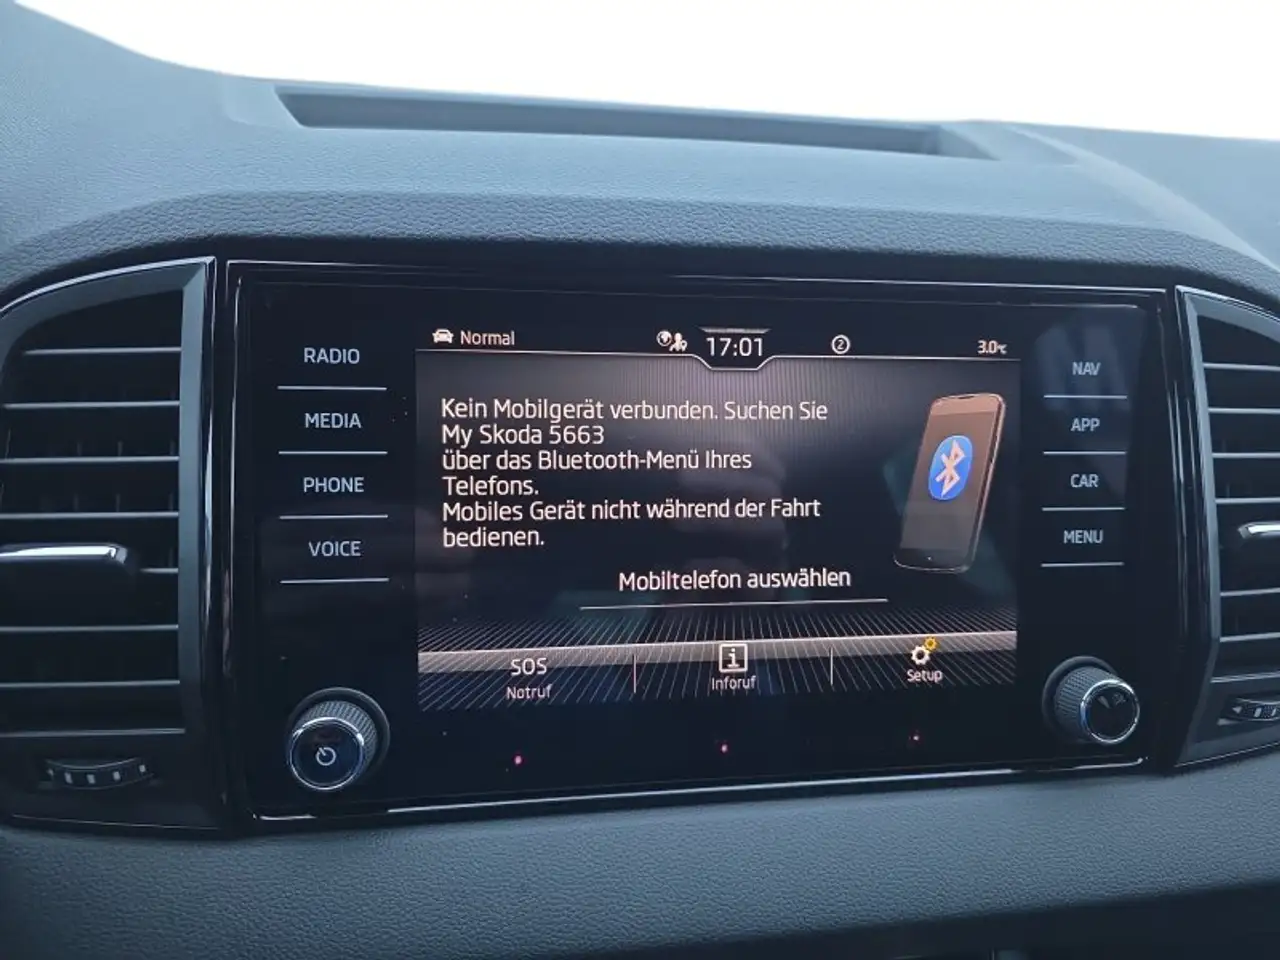 Normal
17:01
2
3.0°C
RADIO
MEDIA
PHONE
VOICE
Kein Mobilgerät verbunden. Suchen Sie
My Skoda 5663
über das Bluetooth-Menü Ihres
Telefons.
Mobiles Gerät nicht während der Fahrt
bedienen.
Mobiltelefon auswählen
SOS
Notruf
i
Inforuf
Setup
NAV
APP
CAR
MENU